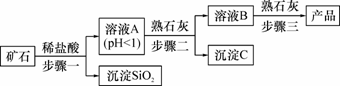 矿石
稀盐酸
步骤一
溶液A
(pH<1)
沉淀SiO₂
熟石灰
步骤二
溶液B
沉淀C
熟石灰
步骤三
产品